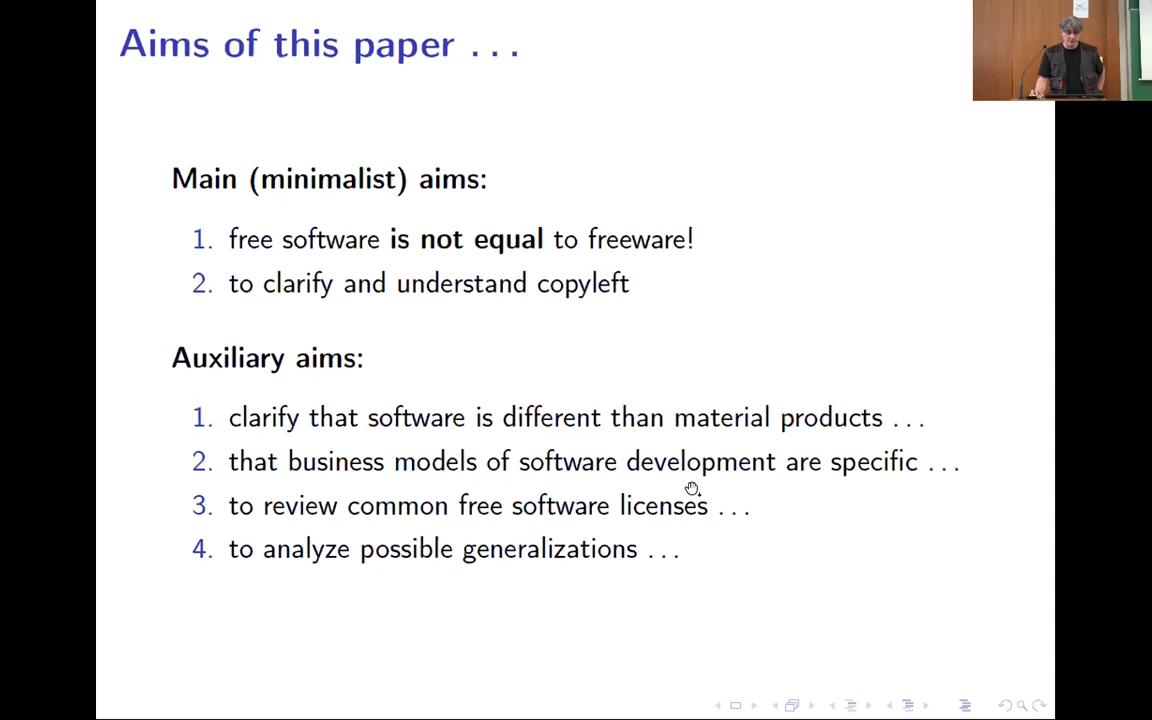 Aims of this paper . . .
Main (minimalist) aims:
1. free software is not equal to freeware!
2. to clarify and understand copyleft
Auxiliary aims:
1. clarify that software is different than material products . . .
2. that business models of software development are specific . . .
3. to review common free software licenses . . .
4. to analyze possible generalizations . . .